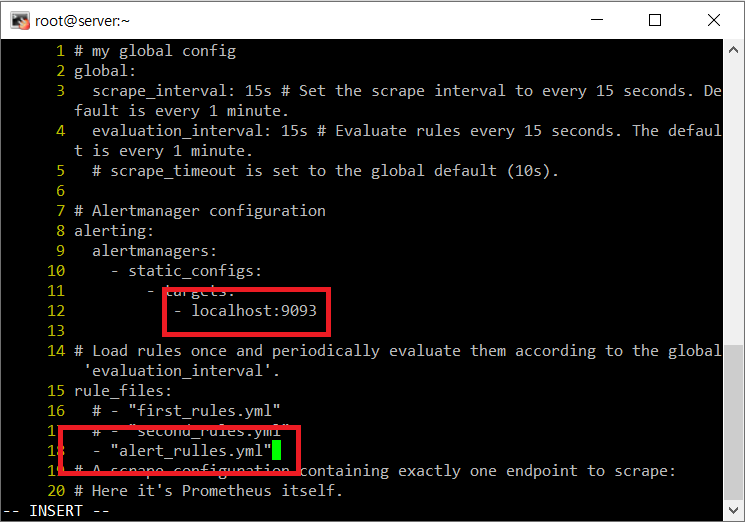 root@server:~
1 # my global config
2 global:
3   scrape_interval: 15s # Set the scrape interval to every 15 seconds. De
fault is every 1 minute.
4   evaluation_interval: 15s # Evaluate rules every 15 seconds. The defaul
t is every 1 minute.
5   # scrape_timeout is set to the global default (10s).
6
7 # Alertmanager configuration
8 alerting:
9   alertmanagers:
10     - static_configs:
11         - targets:
12            - localhost:9093
13
14 # Load rules once and periodically evaluate them according to the global
 'evaluation_interval'.
15 rule_files:
16   # - "first_rules.yml"
17   # - "second_rules.yml"
18   - "alert_rulles.yml"
19 # A scrape configuration containing exactly one endpoint to scrape:
20 # Here it's Prometheus itself.
-- INSERT --